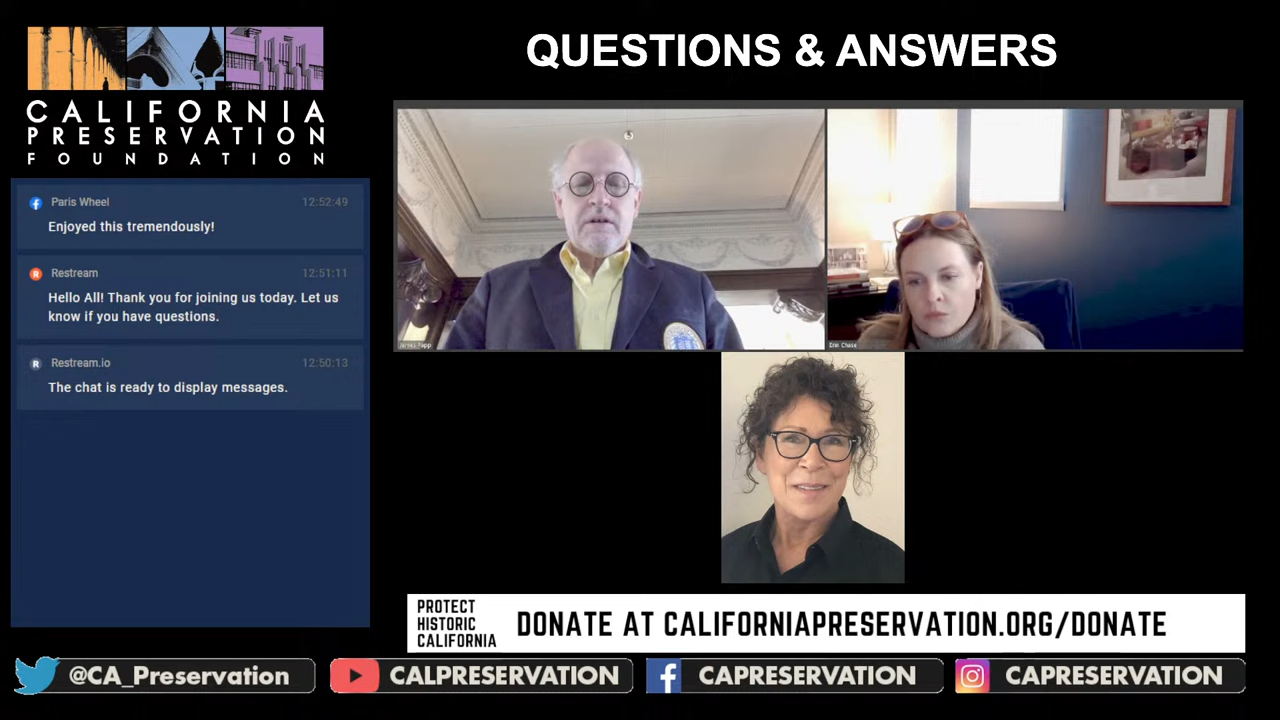 QUESTIONS & ANSWERS
CALIFORNIA
PRESERVATION
FOUNDATION
Paris Wheel 12:52:49
Enjoyed this tremendously!
Restream 12:51:11
Hello All! Thank you for joining us today. Let us
know if you have questions.
Restream.io 12:50:13
The chat is ready to display messages.
Erin Chase
PROTECT
HISTORIC
CALIFORNIA
DONATE AT CALIFORNIAPRESERVATION.ORG/DONATE
@CA_Preservation
CALPRESERVATION
CAPRESERVATION
CAPRESERVATION